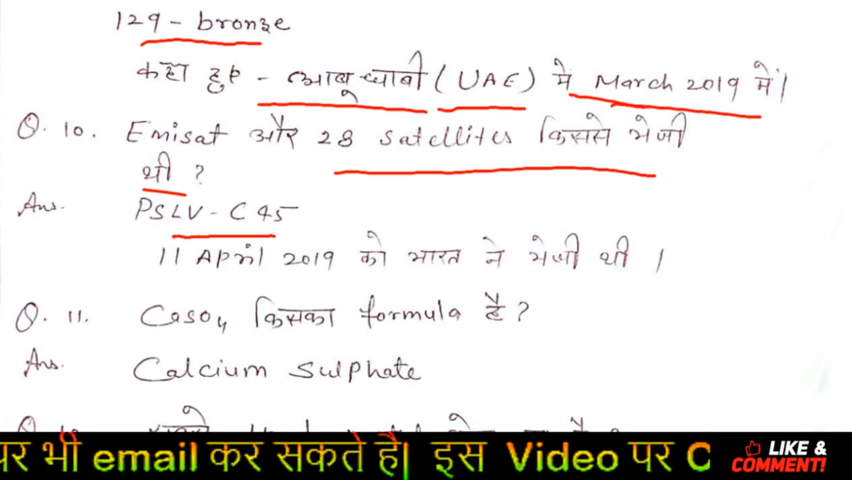 129 - bronze
कहा हुए - आबू धाबी (UAE) में March 2019 में।
Q. 10. Emisat और 28 satellites किससे भेजी
थी ?
Ans. PSLV - C 45
11 April 2019 को भारत ने भेजी थी ।
Q. 11. CaSO4 किसका formula है ?
Ans. Calcium Sulphate
पर भी email कर सकते है। इस Video पर C
LIKE &
COMMENT!